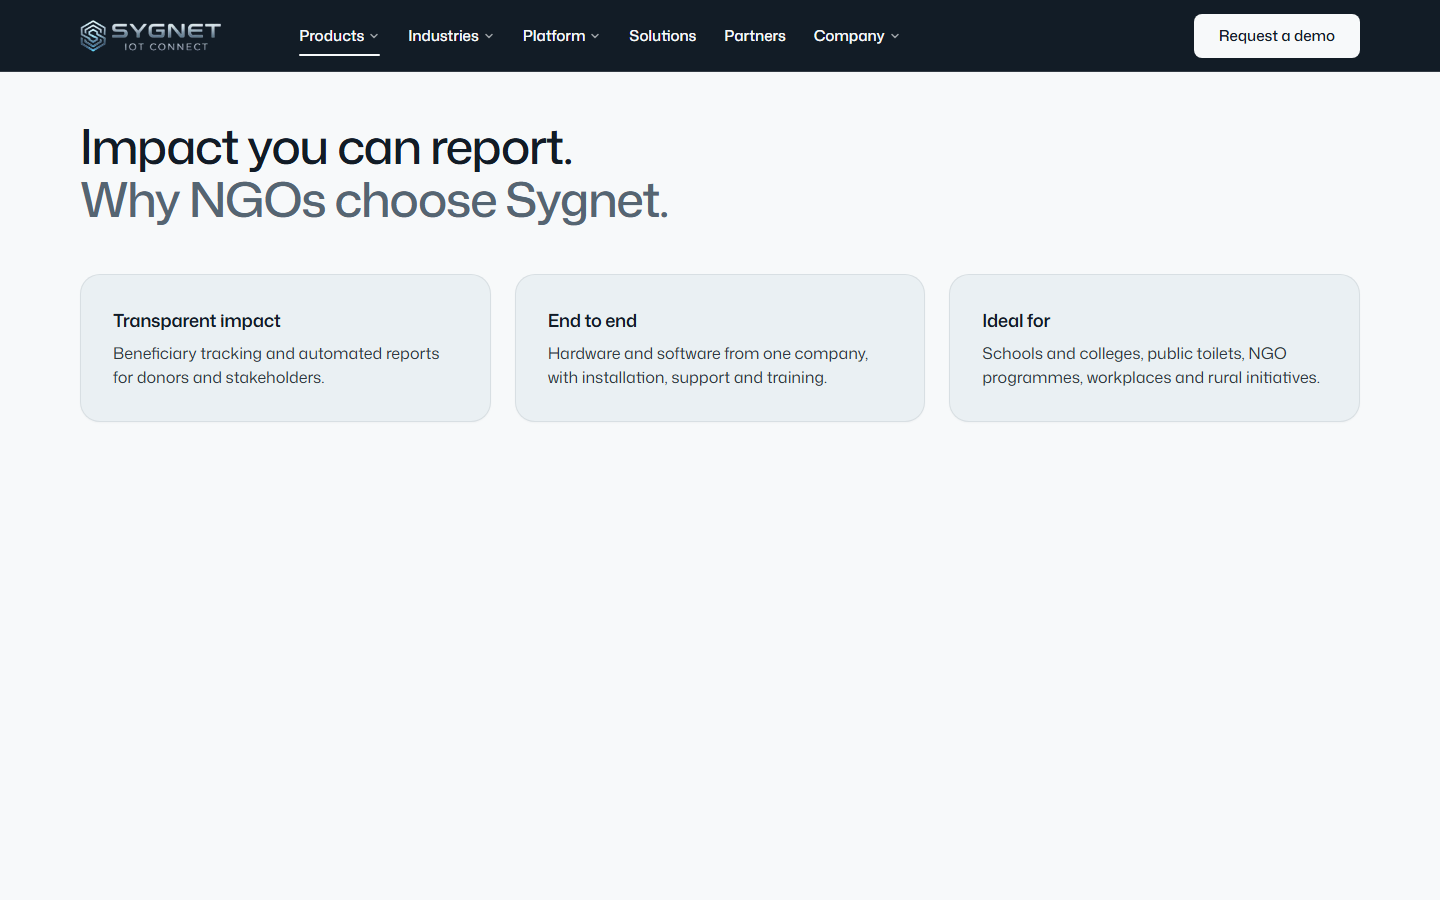 SYGNET
IOT CONNECT
Products
Industries
Platform
Solutions
Partners
Company
Request a demo
Impact you can report.
Why NGOs choose Sygnet.
Transparent impact
Beneficiary tracking and automated reports
for donors and stakeholders.
End to end
Hardware and software from one company,
with installation, support and training.
Ideal for
Schools and colleges, public toilets, NGO
programmes, workplaces and rural initiatives.